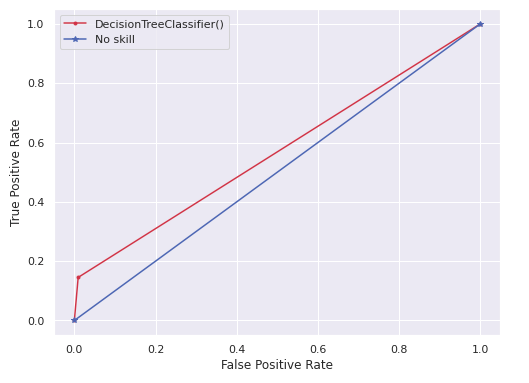 DecisionTreeClassifier()
No skill
True Positive Rate
1.0
0.8
0.6
0.4
0.2
0.0
0.0 0.2 0.4 0.6 0.8 1.0
False Positive Rate